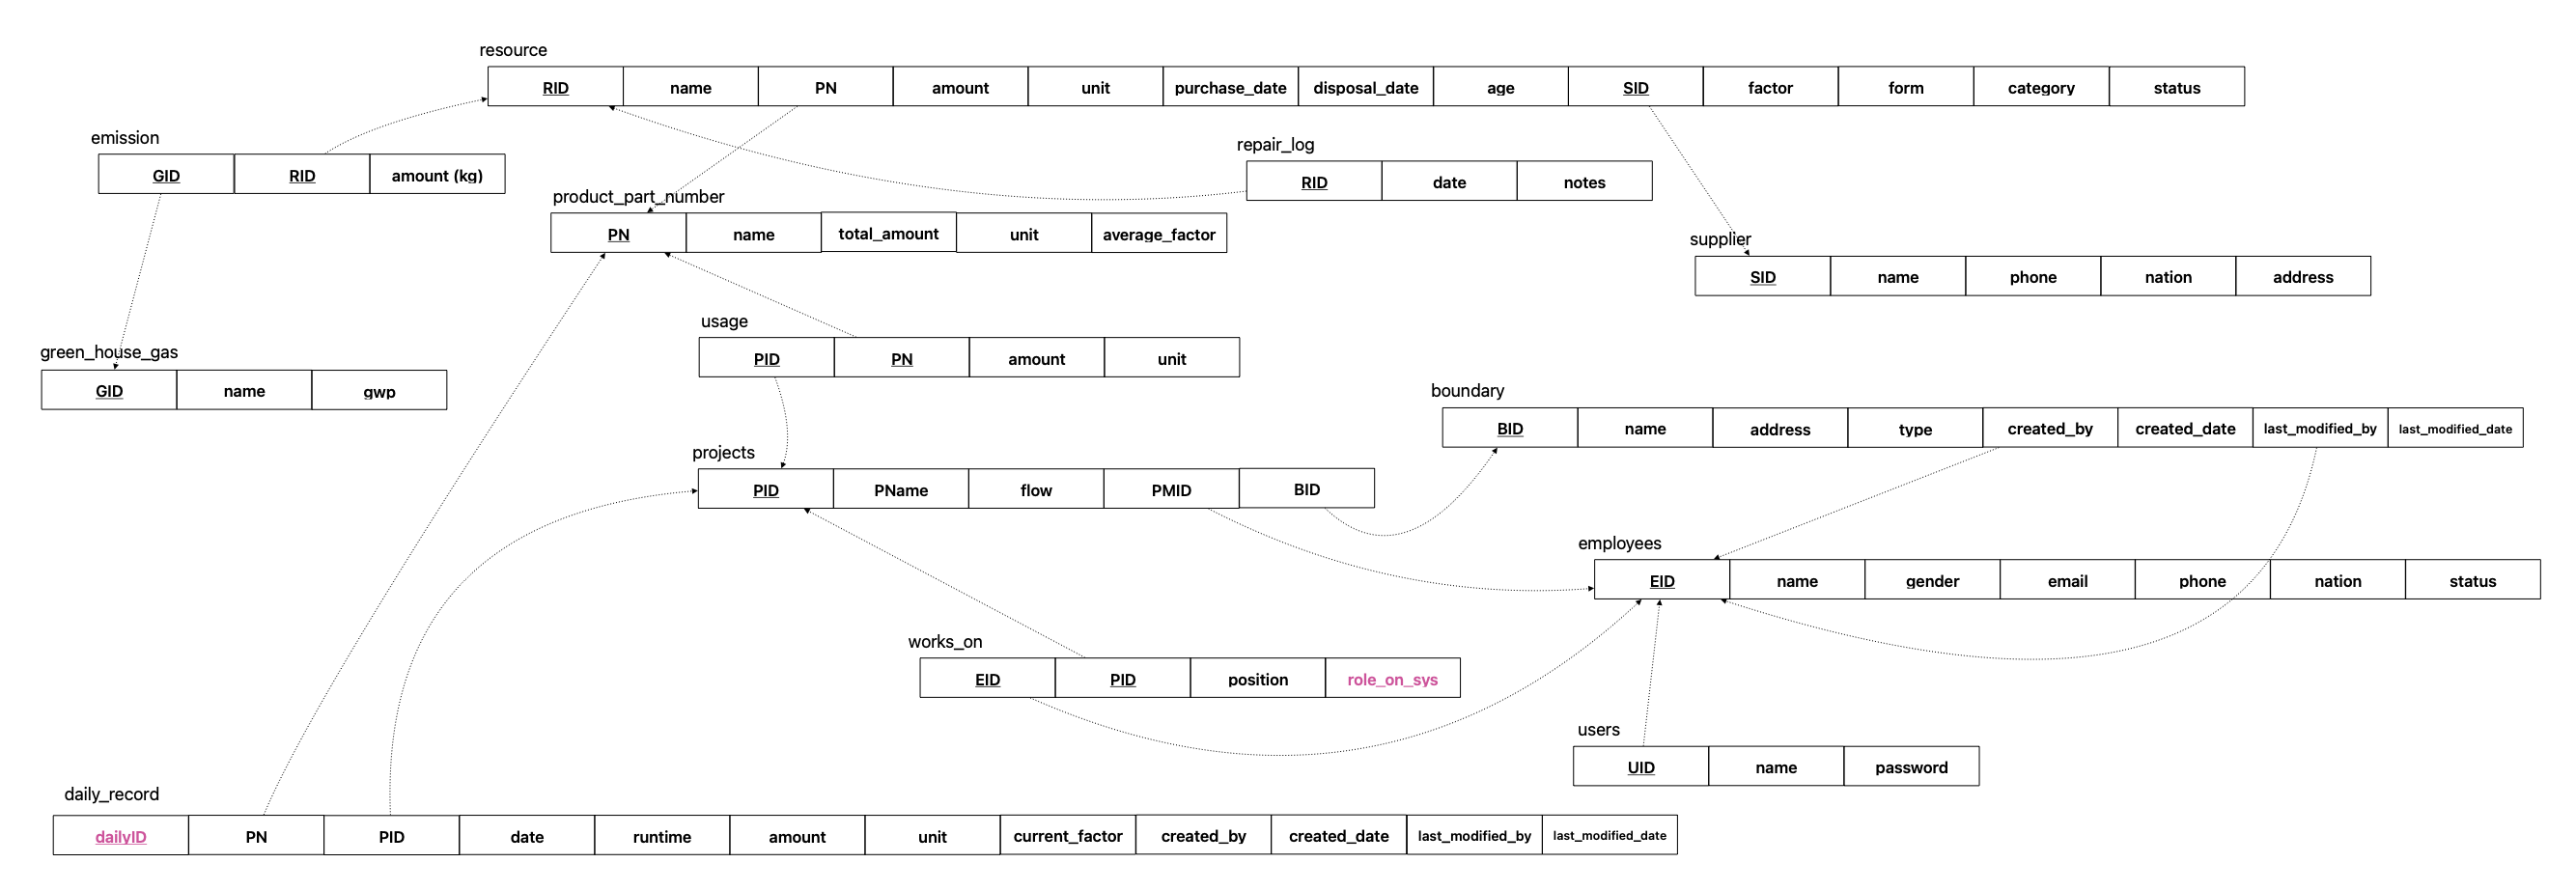 resource
RID name PN amount unit purchase_date disposal_date age SID factor form category status
emission
GID RID amount (kg)
repair_log
RID date notes
product_part_number
PN name total_amount unit average_factor
supplier
SID name phone nation address
usage
PID PN amount unit
green_house_gas
GID name gwp
boundary
BID name address type created_by created_date last_modified_by last_modified_date
projects
PID PName flow PMID BID
employees
EID name gender email phone nation status
works_on
EID PID position role_on_sys
users
UID name password
daily_record
dailyID PN PID date runtime amount unit current_factor created_by created_date last_modified_by last_modified_date